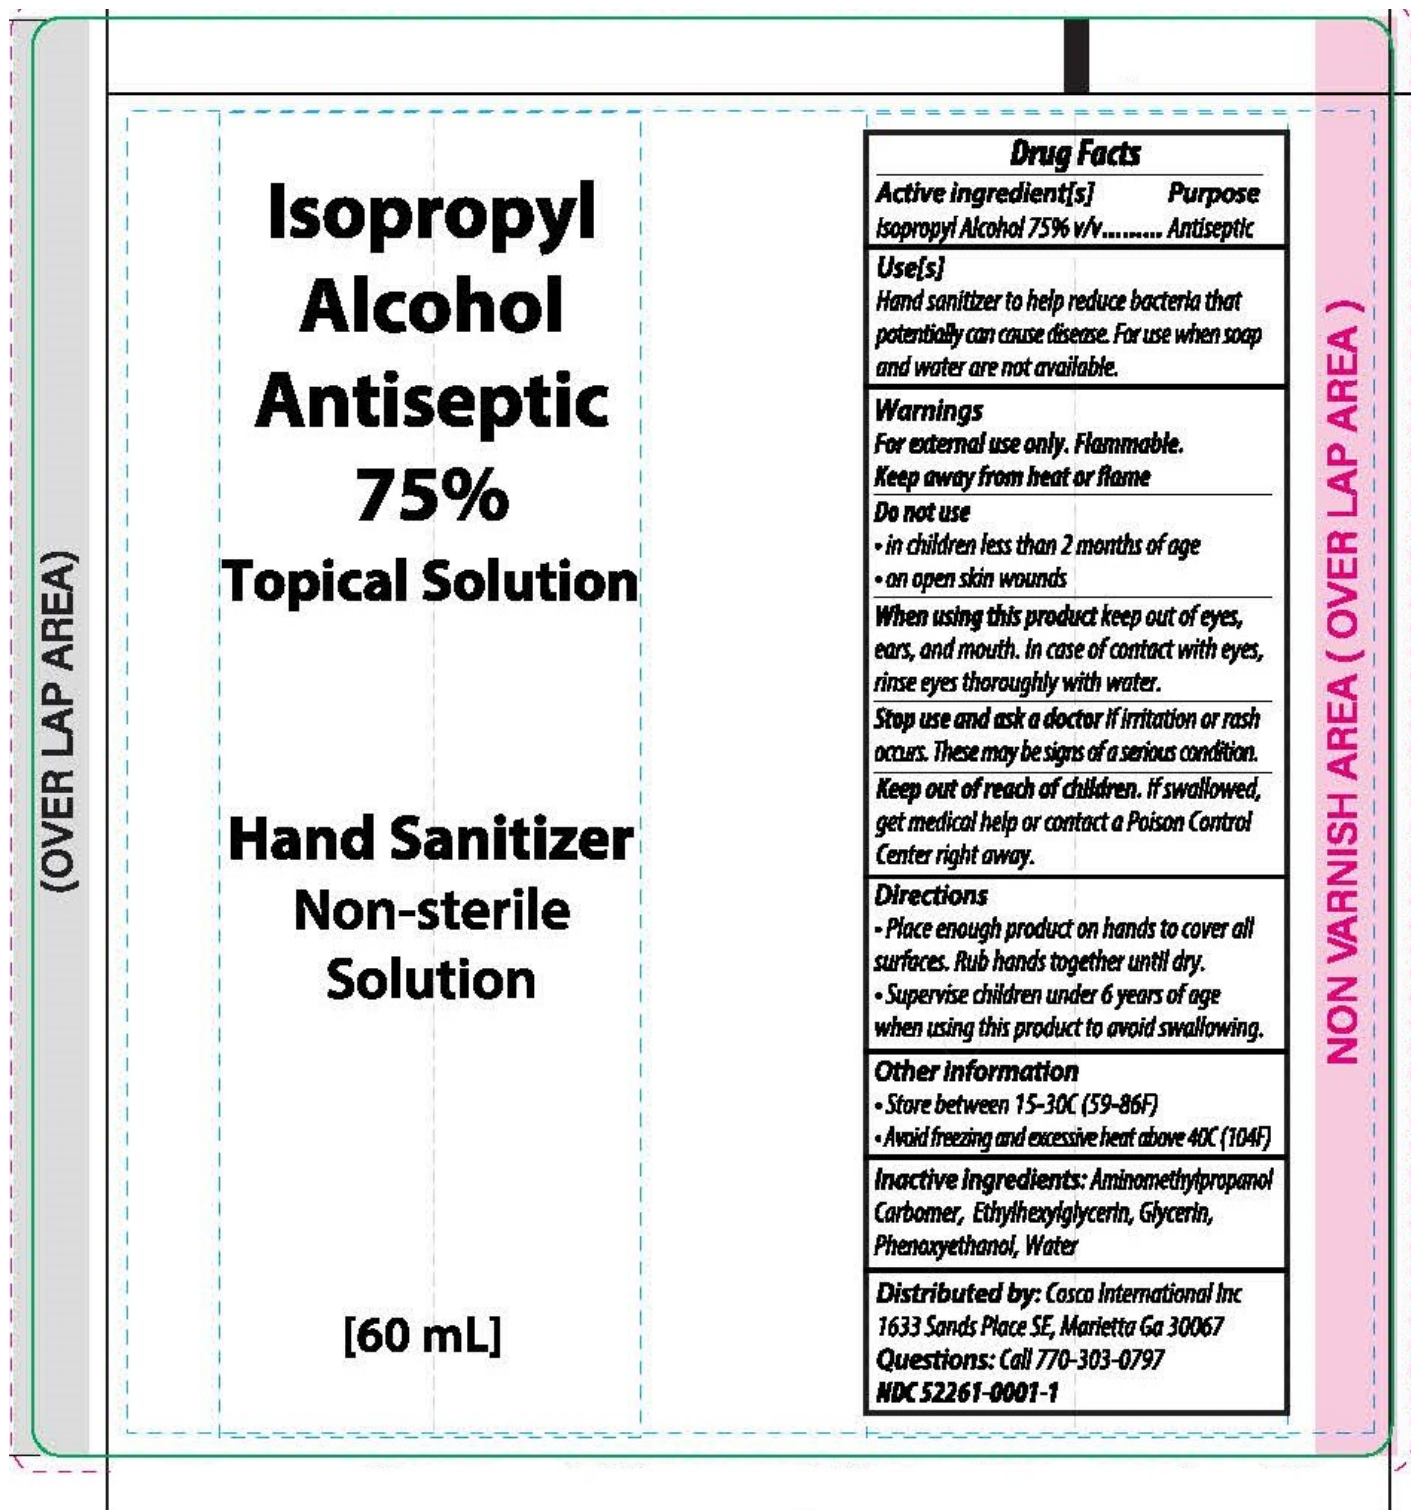 (OVER LAP AREA)
Isopropyl
Alcohol
Antiseptic
75%
Topical Solution
Hand Sanitizer
Non-sterile
Solution
[60 mL]
Drug Facts
Active ingredient[s] Purpose
Isopropyl Alcohol 75% v/v......... Antiseptic
Use[s]
Hand sanitizer to help reduce bacteria that
potentially can cause disease. For use when soap
and water are not available.
Warnings
For external use only. Flammable.
Keep away from heat or flame
Do not use
• in children less than 2 months of age
• on open skin wounds
When using this product keep out of eyes,
ears, and mouth. In case of contact with eyes,
rinse eyes thoroughly with water.
Stop use and ask a doctor if irritation or rash
occurs. These may be signs of a serious condition.
Keep out of reach of children. If swallowed,
get medical help or contact a Poison Control
Center right away.
Directions
• Place enough product on hands to cover all
surfaces. Rub hands together until dry.
• Supervise children under 6 years of age
when using this product to avoid swallowing.
Other information
• Store between 15-30C (59-86F)
• Avoid freezing and excessive heat above 40C (104F)
Inactive ingredients: Aminomethylpropanol
Carbomer, Ethylhexylglycerin, Glycerin,
Phenoxyethanol, Water
Distributed by: Cosco International Inc
1633 Sands Place SE, Marietta Ga 30067
Questions: Call 770-303-0797
NDC 52261-0001-1
NON VARNISH AREA ( OVER LAP AREA )